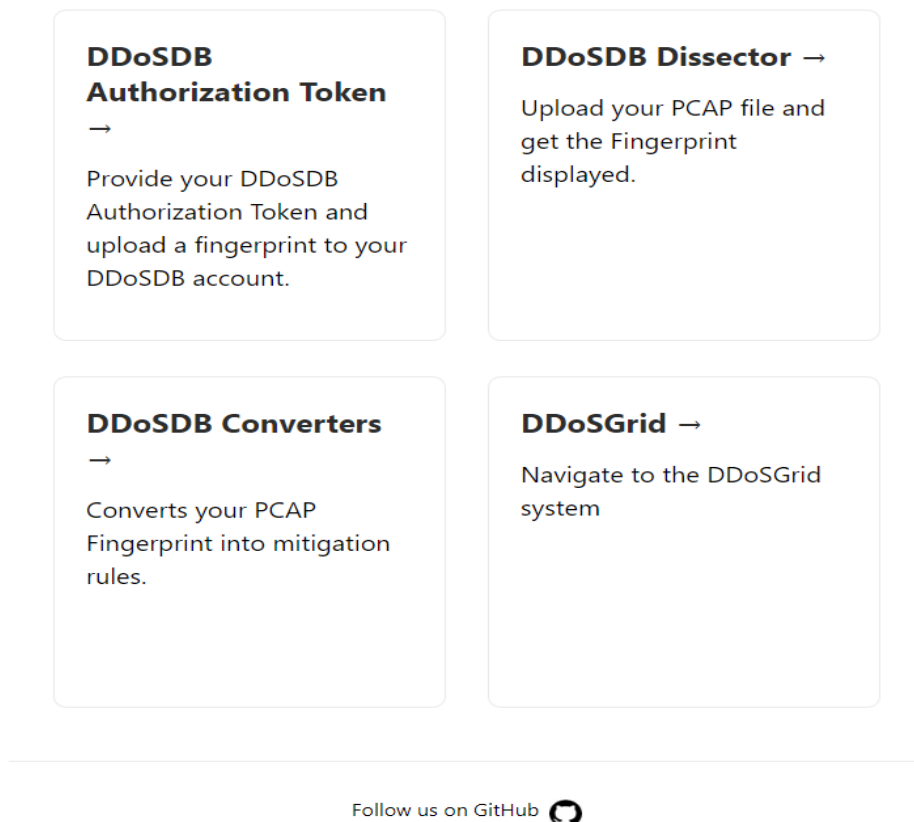 DDoSDB
Authorization Token
→
Provide your DDoSDB
Authorization Token and
upload a fingerprint to your
DDoSDB account.
DDoSDB Dissector →
Upload your PCAP file and
get the Fingerprint
displayed.
DDoSDB Converters
→
Converts your PCAP
Fingerprint into mitigation
rules.
DDoSGrid →
Navigate to the DDoSGrid
system
Follow us on GitHub